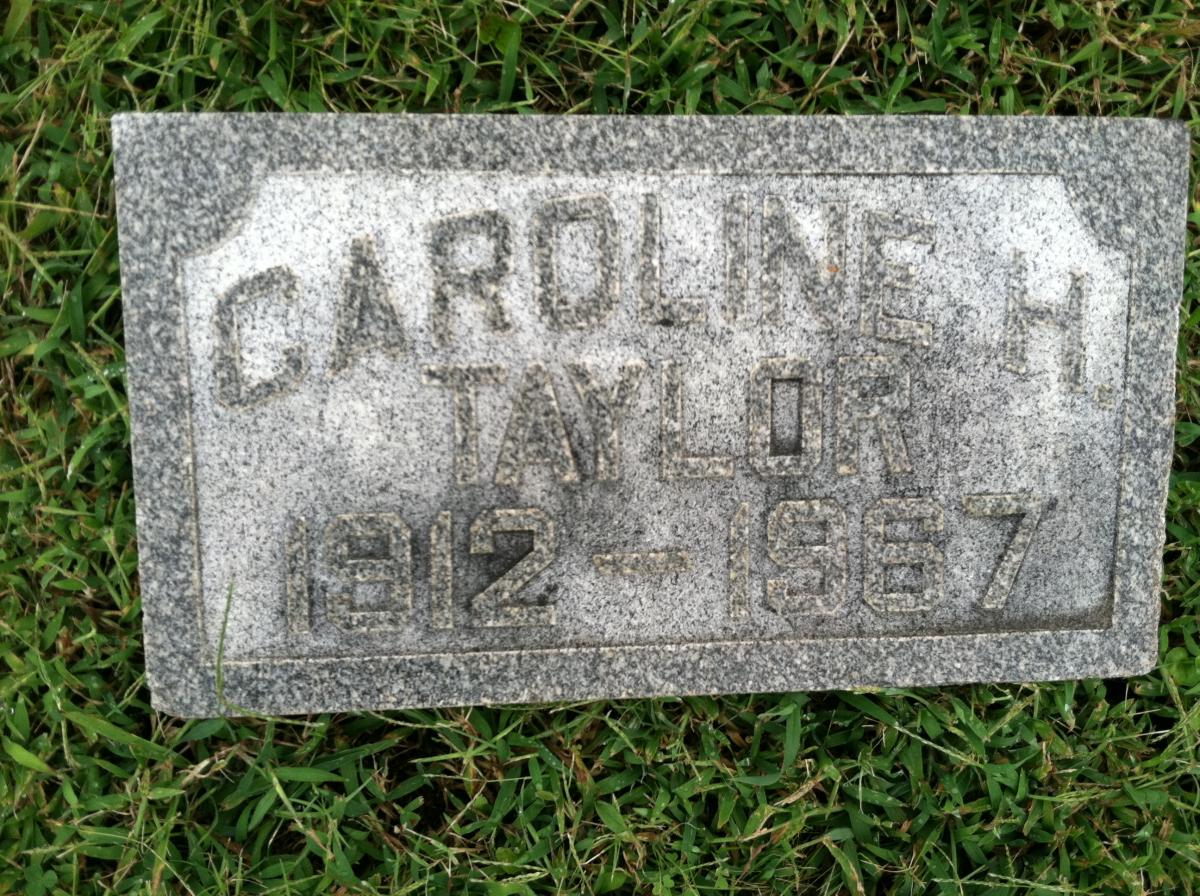 CAROLINE H.
TAYLOR
1912-1967